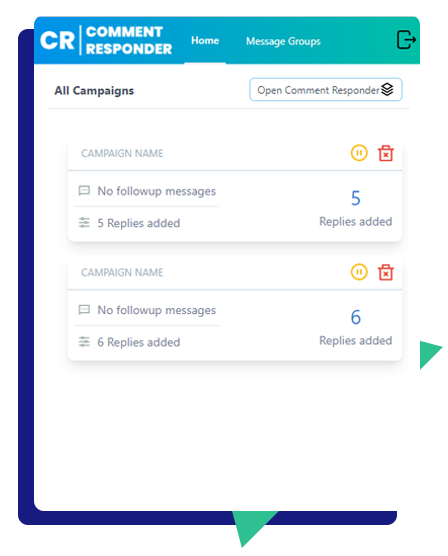 CR COMMENT
RESPONDER
Home Message Groups
All Campaigns Open Comment Responder
CAMPAIGN NAME
No followup messages
5 Replies added
5
Replies added
CAMPAIGN NAME
No followup messages
6 Replies added
6
Replies added